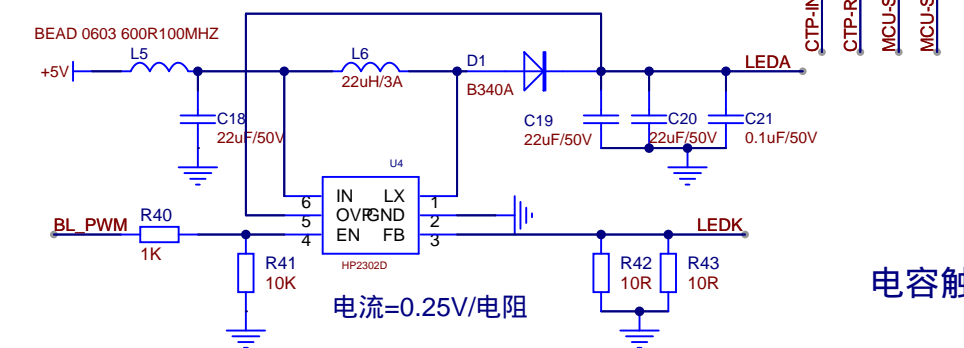 BEAD 0603 600R100MHZ
L5
+5V
C18
22uF/50V
L6
22uH/3A
D1
B340A
LEDA
C19
22uF/50V
C20
22uF/50V
C21
0.1uF/50V
CTP-IN
CTP-R
MCU-S
MCU-S
U4
6 IN LX 1
5 OVP GND 2
4 EN FB 3
HP2302D
BL_PWM
R40
1K
R41
10K
LEDK
R42
10R
R43
10R
电流=0.25V/电阻
电容触